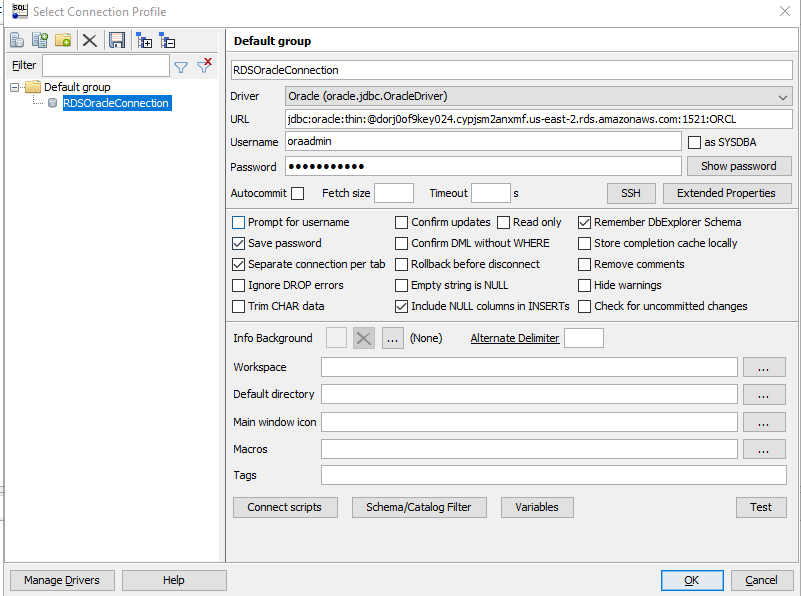 SQL Select Connection Profile
Default group
Filter
RDSOracleConnection
Default group
RDSOracleConnection
Driver Oracle (oracle.jdbc.OracleDriver)
URL jdbc:oracle:thin:@dorj0of9key024.cypjsm2anxmf.us-east-2.rds.amazonaws.com:1521:ORCL
Username oraadmin as SYSDBA
Password ●●●●●●●●●●● Show password
Autocommit Fetch size Timeout s SSH Extended Properties
Prompt for username Confirm updates Read only Remember DbExplorer Schema
Save password Confirm DML without WHERE Store completion cache locally
Separate connection per tab Rollback before disconnect Remove comments
Ignore DROP errors Empty string is NULL Hide warnings
Trim CHAR data Include NULL columns in INSERTs Check for uncommitted changes
Info Background ... (None) Alternate Delimiter
Workspace ...
Default directory ...
Main window icon ...
Macros ...
Tags
Connect scripts Schema/Catalog Filter Variables Test
Manage Drivers Help OK Cancel